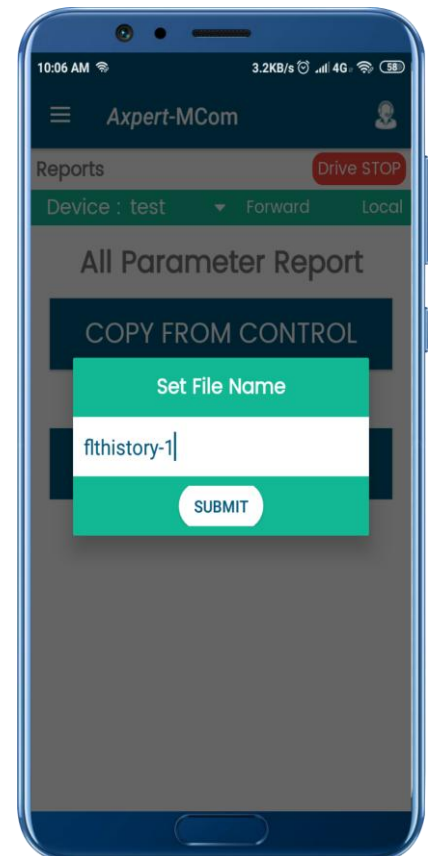 10:06 AM 3.2KB/s 4G 58
Axpert-MCom
Reports Drive STOP
Device : test Forward Local
All Parameter Report
COPY FROM CONTROL
Set File Name
flthistory-1
SUBMIT